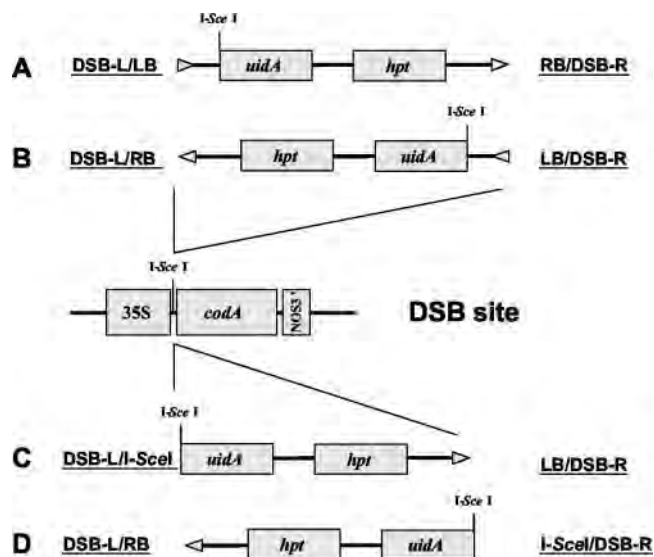 I-Sce I
A DSB-L/LB uidA hpt RB/DSB-R
I-Sce I
B DSB-L/RB hpt uidA LB/DSB-R
I-Sce I
35S codA NOS3' DSB site
I-Sce I
C DSB-L/I-SceI uidA hpt LB/DSB-R
I-Sce I
D DSB-L/RB hpt uidA I-SceI/DSB-R